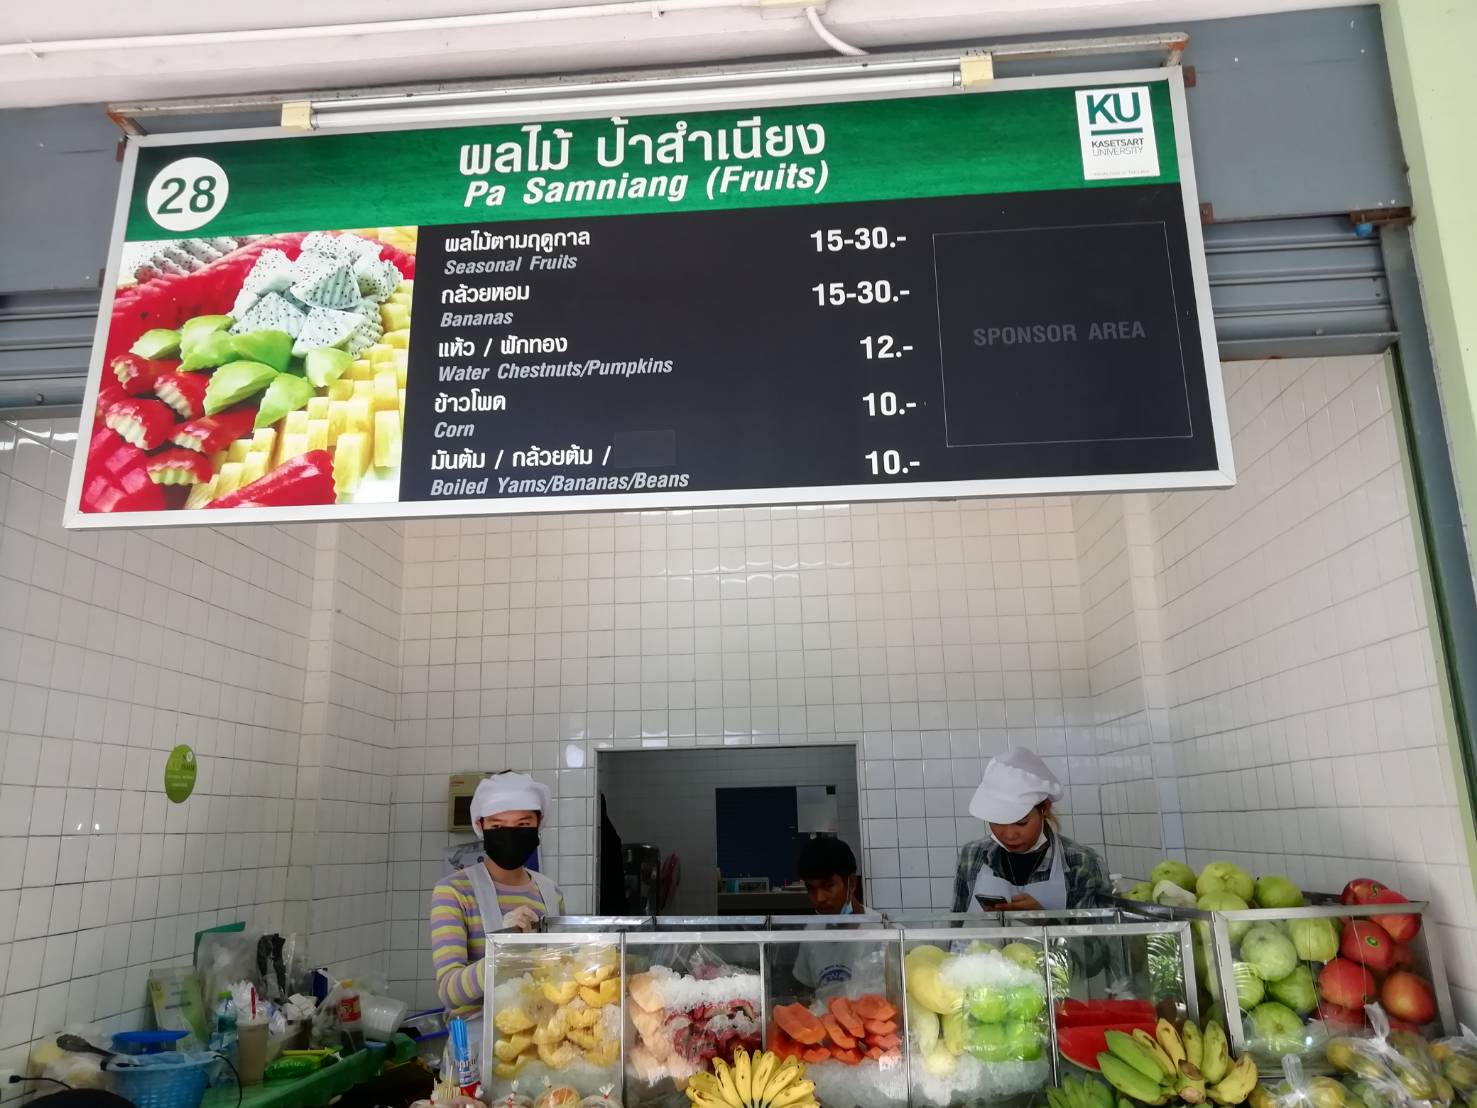 28
ผลไม้ ป้าสำเนียง
Pa Samniang (Fruits)
KU
KASETSART
UNIVERSITY
ผลไม้ตามฤดูกาล 15-30.-
Seasonal Fruits
กล้วยหอม 15-30.-
Bananas
แห้ว / ฟักทอง 12.-
Water Chestnuts/Pumpkins
ข้าวโพด 10.-
Corn
มันต้ม / กล้วยต้ม / 10.-
Boiled Yams/Bananas/Beans
SPONSOR AREA